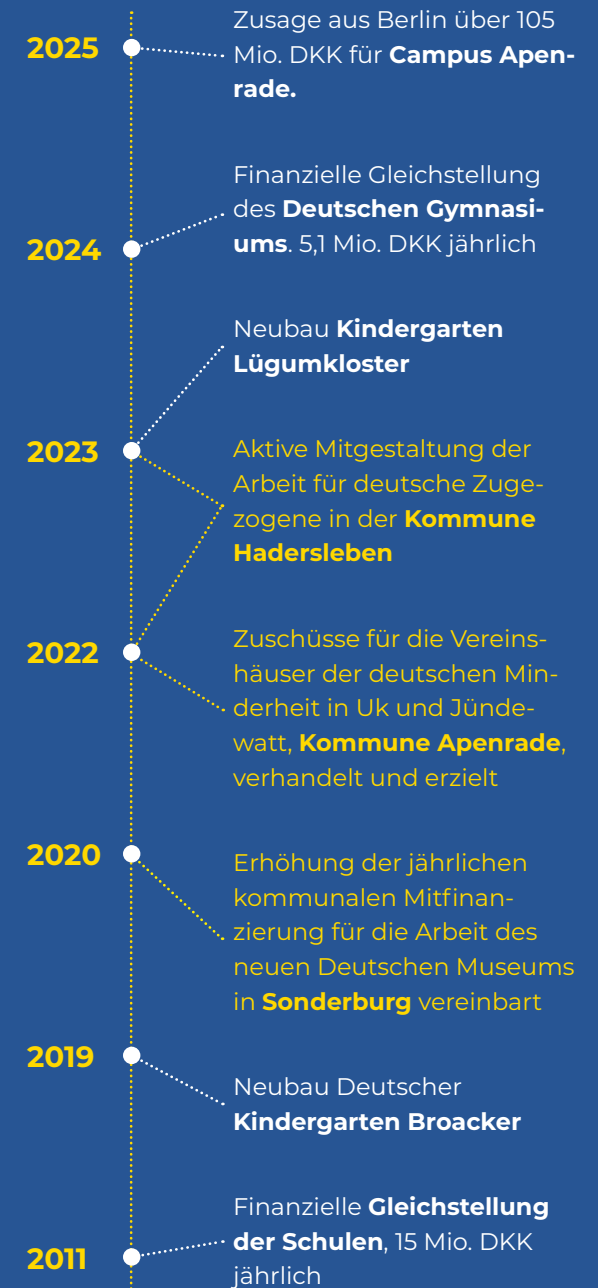 2025
Zusage aus Berlin über 105
Mio. DKK für Campus Apen-
rade.
2024
Finanzielle Gleichstellung
des Deutschen Gymnasi-
ums. 5,1 Mio. DKK jährlich
Neubau Kindergarten
Lügumkloster
2023
Aktive Mitgestaltung der
Arbeit für deutsche Zuge-
zogene in der Kommune
Hadersleben
2022
Zuschüsse für die Vereins-
häuser der deutschen Min-
derheit in Uk und Jünde-
watt, Kommune Apenrade,
verhandelt und erzielt
2020
Erhöhung der jährlichen
kommunalen Mitfinan-
zierung für die Arbeit des
neuen Deutschen Museums
in Sonderburg vereinbart
2019
Neubau Deutscher
Kindergarten Broacker
2011
Finanzielle Gleichstellung
der Schulen, 15 Mio. DKK
jährlich